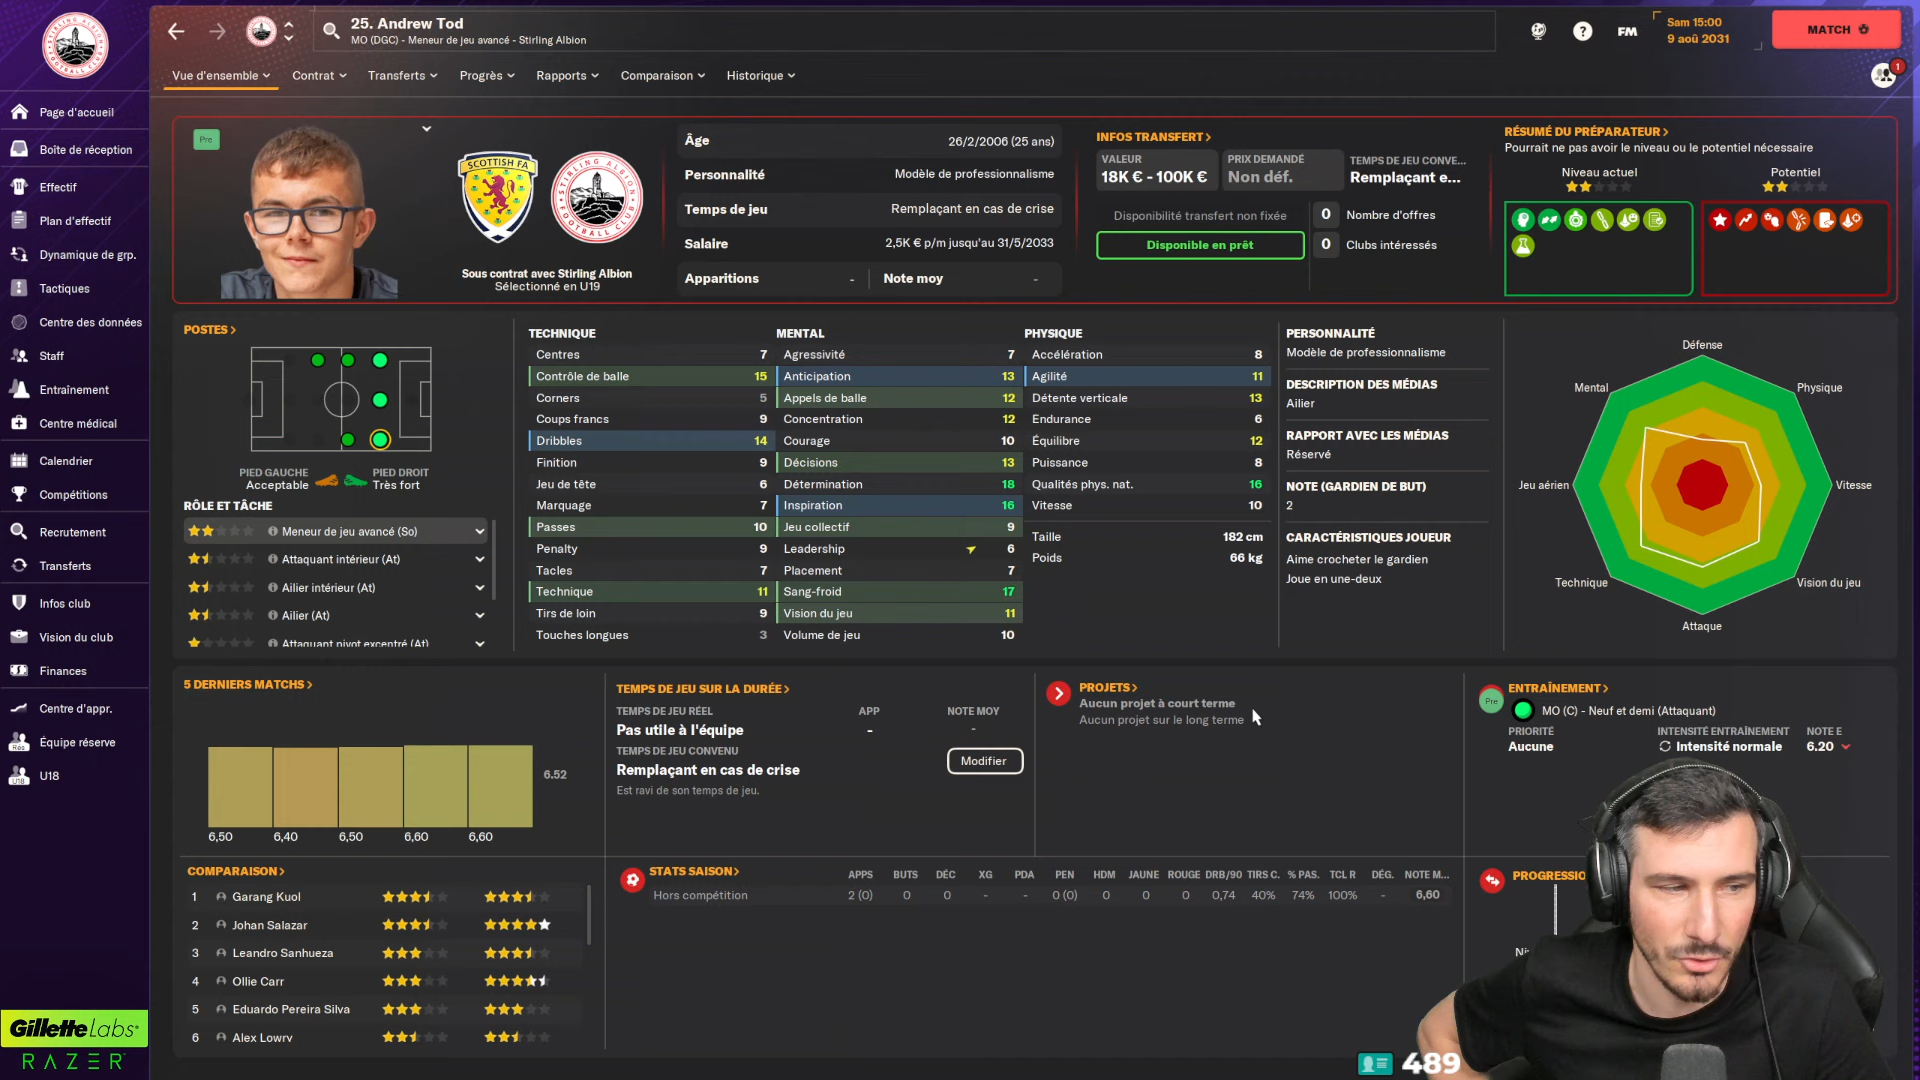 25. Andrew Tod
MO (DGC) - Meneur de jeu avancé - Stirling Albion
FM
Sam 15:00
9 aoû 2031
MATCH
1
Vue d'ensemble
Contrat
Transferts
Progrès
Rapports
Comparaison
Historique
Page d'accueil
Boîte de réception
Effectif
Plan d'effectif
Dynamique de grp.
Tactiques
Centre des données
Staff
Entraînement
Centre médical
Calendrier
Compétitions
Recrutement
Transferts
Infos club
Vision du club
Finances
Centre d'appr.
Équipe réserve
U18
Gillette Labs
RAZER
Pre
SCOTTISH FA
STIRLING ALBION
FOOTBALL CLUB
Sous contrat avec Stirling Albion
Sélectionné en U19
Âge 26/2/2006 (25 ans)
Personnalité Modèle de professionnalisme
Temps de jeu Remplaçant en cas de crise
Salaire 2,5K € p/m jusqu'au 31/5/2033
Apparitions - Note moy -
INFOS TRANSFERT
VALEUR
18K € - 100K €
PRIX DEMANDÉ
Non déf.
TEMPS DE JEU CONVE...
Remplaçant e...
Disponibilité transfert non fixée
Disponible en prêt
0 Nombre d'offres
0 Clubs intéressés
RÉSUMÉ DU PRÉPARATEUR
Pourrait ne pas avoir le niveau ou le potentiel nécessaire
Niveau actuel
Potentiel
POSTES
PIED GAUCHE
Acceptable
PIED DROIT
Très fort
RÔLE ET TÂCHE
Meneur de jeu avancé (So)
Attaquant intérieur (At)
Ailier intérieur (At)
Ailier (At)
Attaquant pivot excentré (At)
TECHNIQUE
Centres 7
Contrôle de balle 15
Corners 5
Coups francs 9
Dribbles 14
Finition 9
Jeu de tête 6
Marquage 7
Passes 10
Penalty 9
Tacles 7
Technique 11
Tirs de loin 9
Touches longues 3
MENTAL
Agressivité 7
Anticipation 13
Appels de balle 12
Concentration 12
Courage 10
Décisions 13
Détermination 18
Inspiration 16
Jeu collectif 9
Leadership 6
Placement 7
Sang-froid 17
Vision du jeu 11
Volume de jeu 10
PHYSIQUE
Accélération 8
Agilité 11
Détente verticale 13
Endurance 6
Équilibre 12
Puissance 8
Qualités phys. nat. 16
Vitesse 10
Taille 182 cm
Poids 66 kg
PERSONNALITÉ
Modèle de professionnalisme
DESCRIPTION DES MÉDIAS
Ailier
RAPPORT AVEC LES MÉDIAS
Réservé
NOTE (GARDIEN DE BUT)
2
CARACTÉRISTIQUES JOUEUR
Aime crocheter le gardien
Joue en une-deux
Défense
Physique
Vitesse
Vision du jeu
Attaque
Technique
Jeu aérien
Mental
5 DERNIERS MATCHS
6.52
6,50 6,40 6,50 6,60 6,60
TEMPS DE JEU SUR LA DURÉE
TEMPS DE JEU RÉEL APP NOTE MOY
Pas utile à l'équipe - -
TEMPS DE JEU CONVENU
Remplaçant en cas de crise
Modifier
Est ravi de son temps de jeu.
PROJETS
Aucun projet à court terme
Aucun projet sur le long terme
ENTRAÎNEMENT
Pre
MO (C) - Neuf et demi (Attaquant)
PRIORITÉ
Aucune
INTENSITÉ ENTRAÎNEMENT
Intensité normale
NOTE E
6.20
COMPARAISON
1 Garang Kuol
2 Johan Salazar
3 Leandro Sanhueza
4 Ollie Carr
5 Eduardo Pereira Silva
6 Alex Lowry
STATS SAISON
APPS BUTS DÉC XG PDA PEN HDM JAUNE ROUGE DRB/90 TIRS C. % PAS. TCL R DÉG. NOTE M...
Hors compétition 2 (0) 0 0 - - 0 (0) 0 0 0 0,74 40% 74% 100% - 6,60
PROGRESSIO
Ni
489